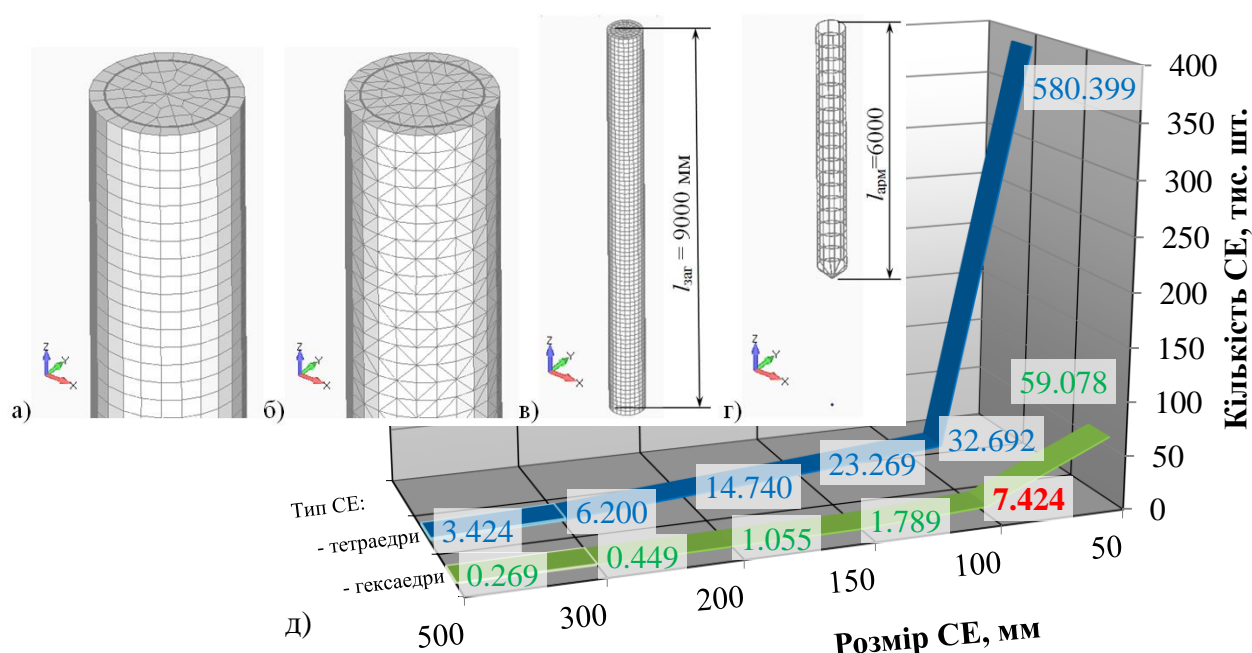 Z
Y
X
а)
Z
Y
X
б)
lзаг = 9000 мм
Z
Y
X
в)
lарм=6000
Z
Y
X
г)
580.399
59.078
32.692
23.269
14.740
6.200
3.424
7.424
1.789
1.055
0.449
0.269
400
350
300
250
200
150
100
50
0
Кількість СЕ, тис. шт.
Тип СЕ:
- тетраедри
- гексаедри
д)
500
300
200
150
100
50
Розмір СЕ, мм